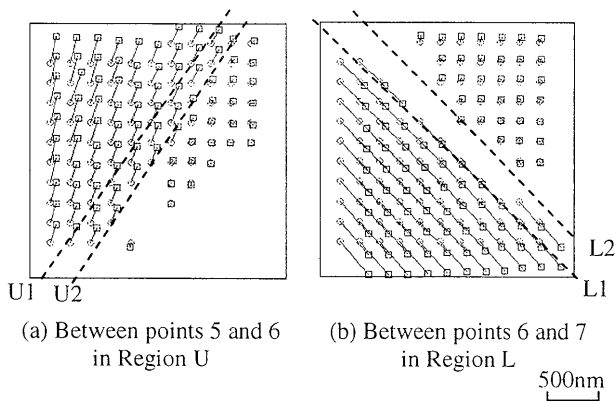 U1 U2
L2
L1
(a) Between points 5 and 6
in Region U
(b) Between points 6 and 7
in Region L
500nm